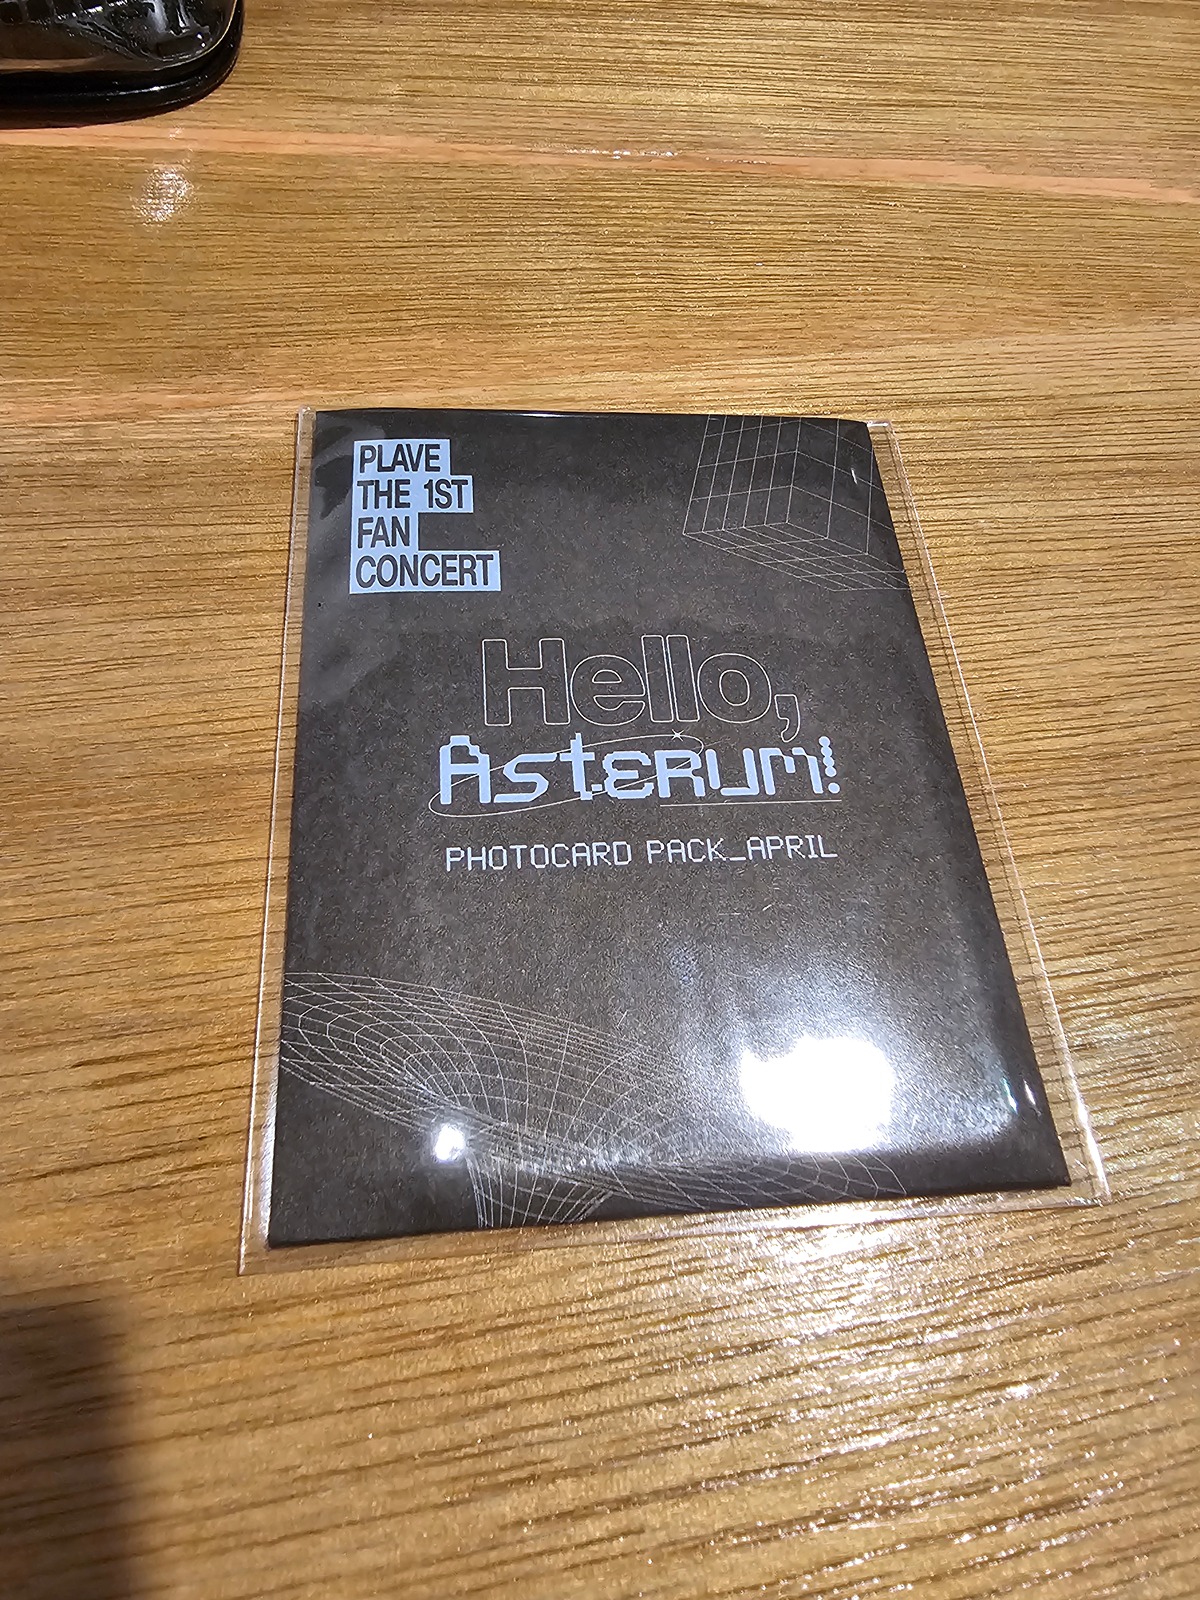 PLAVE
THE 1ST
FAN
CONCERT
Hello,
Asterum!
PHOTOCARD PACK_APRIL